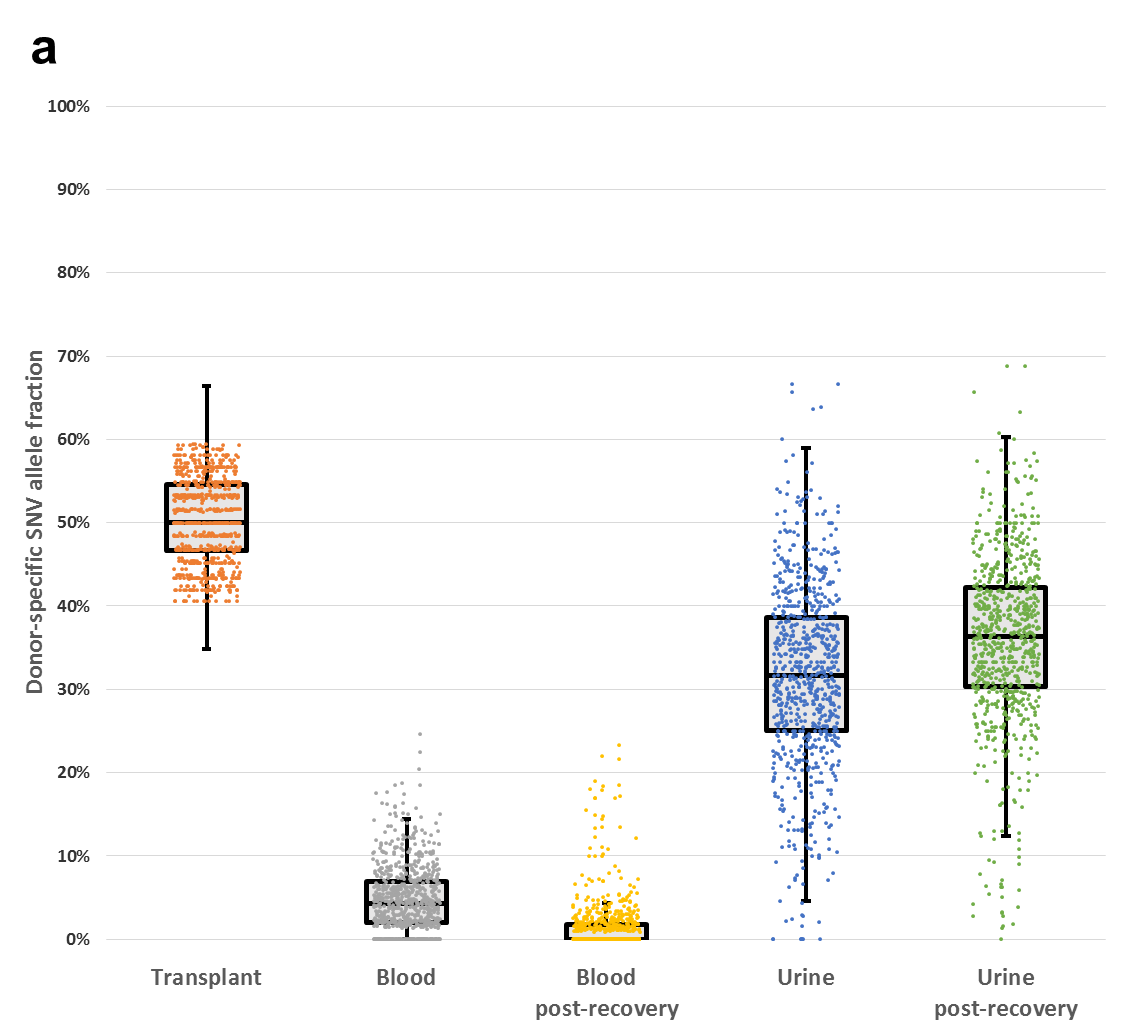 a
100%
90%
80%
70%
60%
50%
40%
30%
20%
10%
0%
Donor-specific SNV allele fraction
Transplant
Blood
Blood
post-recovery
Urine
Urine
post-recovery